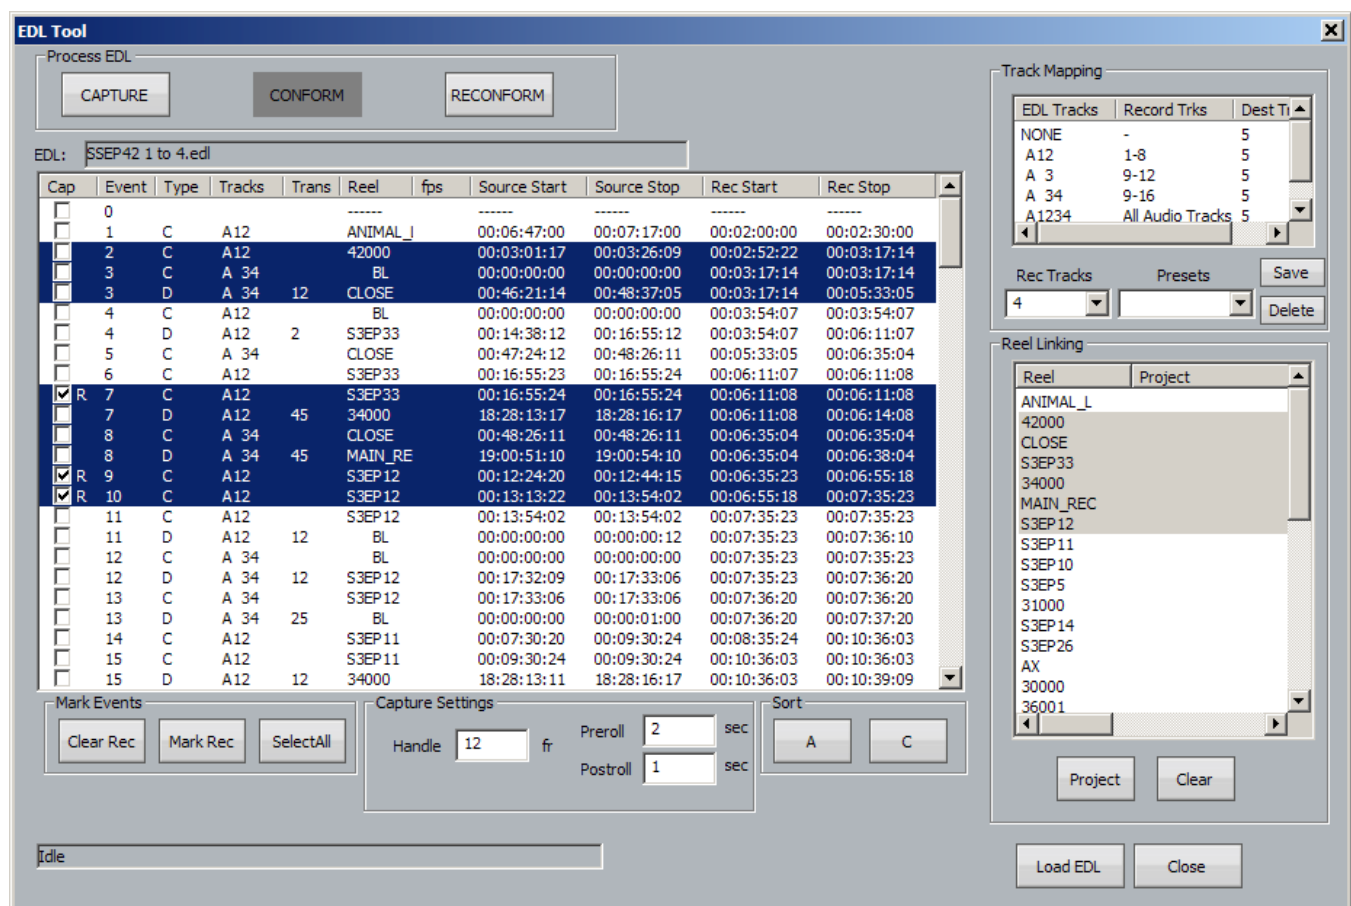 EDL Tool
Process EDL
CAPTURE CONFORM RECONFORM
EDL: SSEP42 1 to 4.edl
Cap Event Type Tracks Trans Reel fps Source Start Source Stop Rec Start Rec Stop
0 ------ ------ ------ ------ ------
1 C A12 ANIMAL_I 00:06:47:00 00:07:17:00 00:02:00:00 00:02:30:00
2 C A12 42000 00:03:01:17 00:03:26:09 00:02:52:22 00:03:17:14
3 C A 34 BL 00:00:00:00 00:00:00:00 00:03:17:14 00:03:17:14
3 D A 34 12 CLOSE 00:46:21:14 00:48:37:05 00:03:17:14 00:05:33:05
4 C A12 BL 00:00:00:00 00:00:00:00 00:03:54:07 00:03:54:07
4 D A12 2 S3EP33 00:14:38:12 00:16:55:12 00:03:54:07 00:06:11:07
5 C A 34 CLOSE 00:47:24:12 00:48:26:11 00:05:33:05 00:06:35:04
6 C A12 S3EP33 00:16:55:23 00:16:55:24 00:06:11:07 00:06:11:08
R 7 C A12 S3EP33 00:16:55:24 00:16:55:24 00:06:11:08 00:06:11:08
7 D A12 45 34000 18:28:13:17 18:28:16:17 00:06:11:08 00:06:14:08
8 C A 34 CLOSE 00:48:26:11 00:48:26:11 00:06:35:04 00:06:35:04
8 D A 34 45 MAIN_RE 19:00:51:10 19:00:54:10 00:06:35:04 00:06:38:04
R 9 C A12 S3EP12 00:12:24:20 00:12:44:15 00:06:35:23 00:06:55:18
R 10 C A12 S3EP12 00:13:13:22 00:13:54:02 00:06:55:18 00:07:35:23
11 C A12 S3EP12 00:13:54:02 00:13:54:02 00:07:35:23 00:07:35:23
11 D A12 12 BL 00:00:00:00 00:00:00:12 00:07:35:23 00:07:36:10
12 C A 34 BL 00:00:00:00 00:00:00:00 00:07:35:23 00:07:35:23
12 D A 34 12 S3EP12 00:17:32:09 00:17:33:06 00:07:35:23 00:07:36:20
13 C A 34 S3EP12 00:17:33:06 00:17:33:06 00:07:36:20 00:07:36:20
13 D A 34 25 BL 00:00:00:00 00:00:01:00 00:07:36:20 00:07:37:20
14 C A12 S3EP11 00:07:30:20 00:09:30:24 00:08:35:24 00:10:36:03
15 C A12 S3EP11 00:09:30:24 00:09:30:24 00:10:36:03 00:10:36:03
15 D A12 12 34000 18:28:13:11 18:28:16:17 00:10:36:03 00:10:39:09
Mark Events
Clear Rec Mark Rec SelectAll
Capture Settings
Handle 12 fr
Preroll 2 sec
Postroll 1 sec
Sort
A C
Idle
Track Mapping
EDL Tracks Record Trks Dest Tr
NONE - 5
A12 1-8 5
A 3 9-12 5
A 34 9-16 5
A1234 All Audio Tracks 5
Rec Tracks Presets Save
4 Delete
Reel Linking
Reel Project
ANIMAL_L
42000
CLOSE
S3EP33
34000
MAIN_REC
S3EP12
S3EP11
S3EP10
S3EP5
31000
S3EP14
S3EP26
AX
30000
36001
Project Clear
Load EDL Close